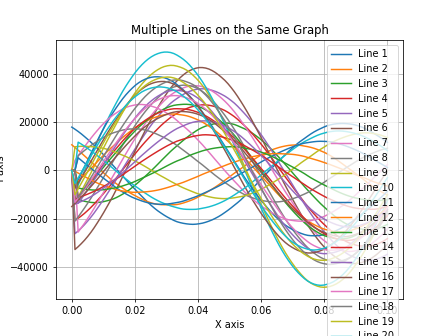 Multiple Lines on the Same Graph
40000
20000
0
−20000
−40000
0.00
0.02
0.04
0.06
X axis
Line 1
Line 2
Line 3
Line 4
Line 5
Line 6
Line 7
Line 8
Line 9
Line 10
Line 11
Line 12
Line 13
Line 14
Line 15
Line 16
Line 17
Line 18
Line 19
Line 20